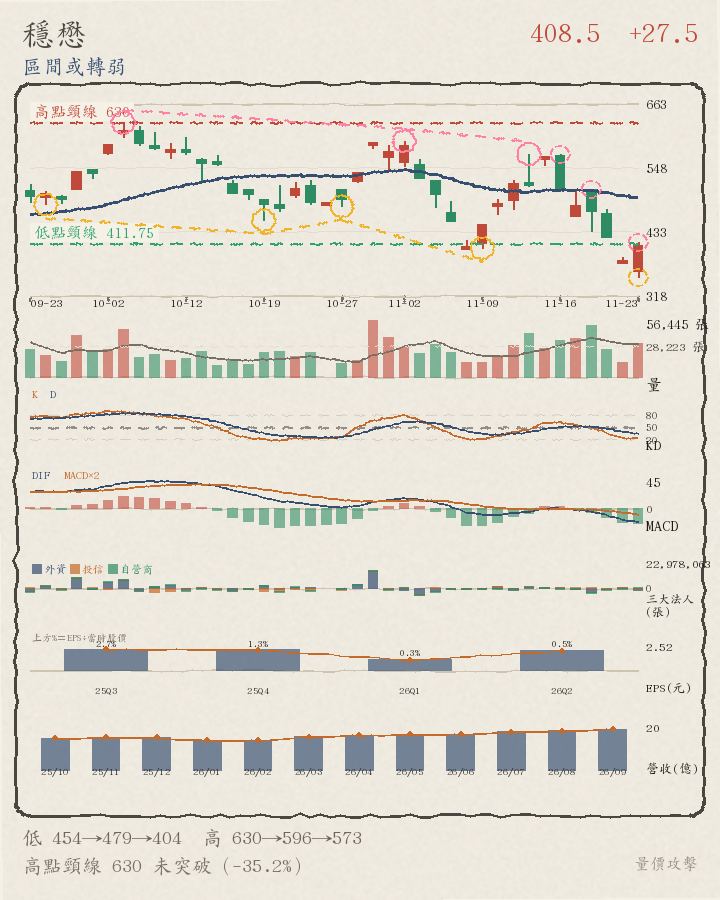 穩懋
408.5 +27.5
區間或轉弱
高點頸線 630
低點頸線 411.75
663
548
433
318
09-23 10-02 10-12 10-19 10-27 11-02 11-09 11-16 11-23
56,445 張
28,223 張
量
K D
80
50
20
KD
DIF MACD×2
45
0
MACD
外資 投信 自營商
22,978,063
0
三大法人
(張)
上方%=EPS÷當時股價
2.7% 1.3% 0.3% 0.5%
2.52
25Q3 25Q4 26Q1 26Q2
EPS(元)
20
25/10 25/11 25/12 26/01 26/02 26/03 26/04 26/05 26/06 26/07 26/08 26/09
營收(億)
低 454→479→404 高 630→596→573
高點頸線 630 未突破 (-35.2%)
量價攻擊